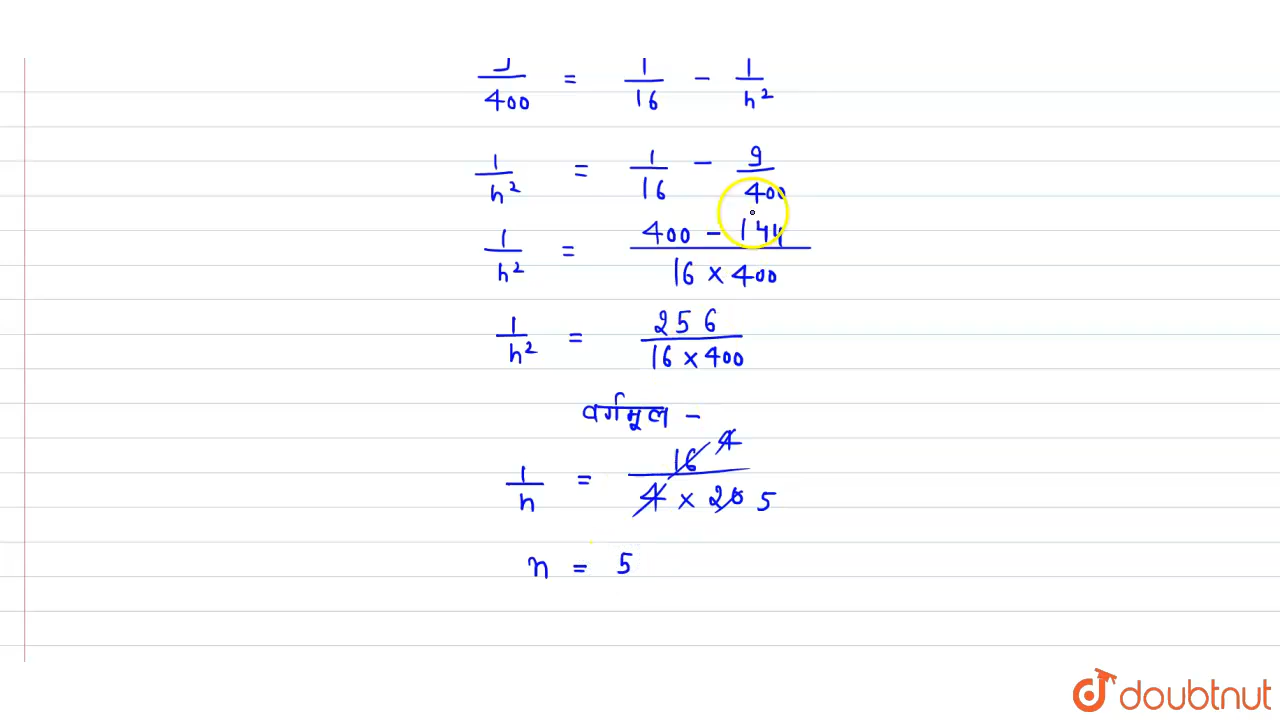 9/400 = 1/16 - 1/n²
1/n² = 1/16 - 9/400
1/n² = (400 - 144)/(16 × 400)
1/n² = 256/(16 × 400)
वर्गमूल -
1/n = 16 4/(4 × 20 5)
n = 5
doubtnut